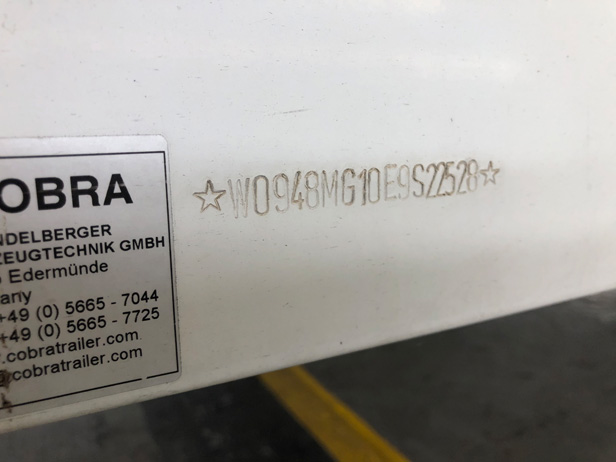 OBRA
NDELBERGER
ZEUGTECHNIK GMBH
Edermünde
any
+49 (0) 5665 - 7044
+49 (0) 5665 - 7725
.cobratrailer.com
cobratrailer.com
☆W0948MG10E9S22528☆